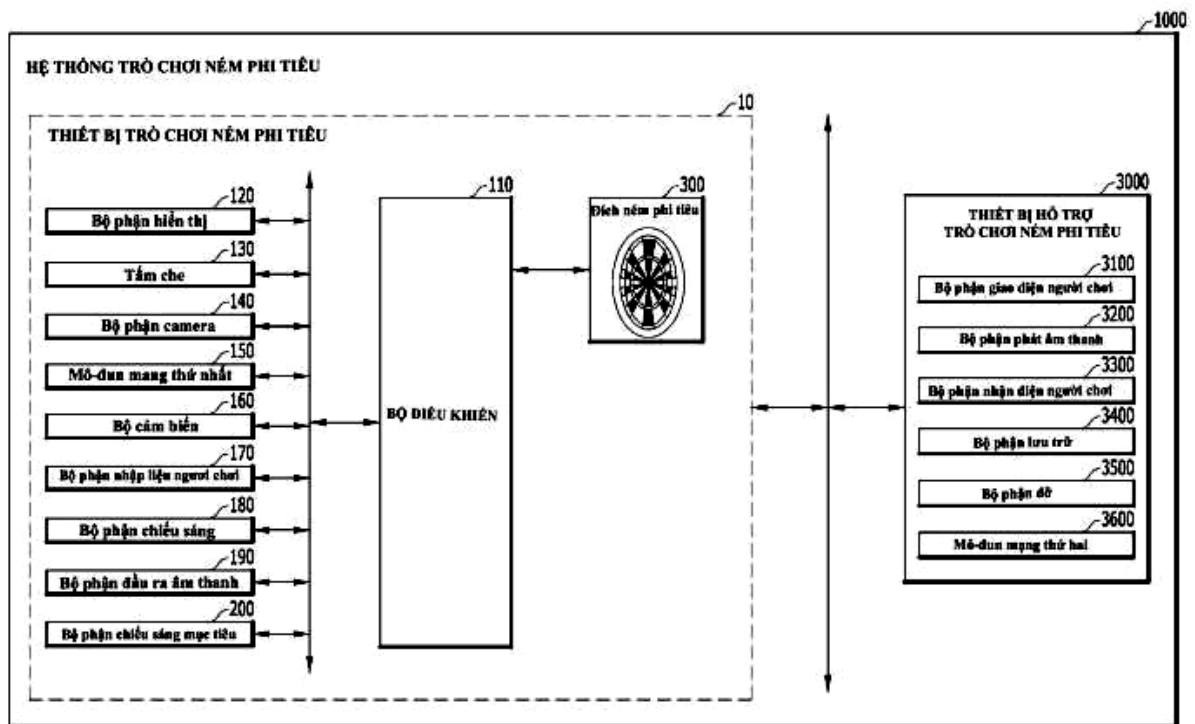 1000
HỆ THỐNG TRÒ CHƠI NÉM PHI TIÊU
10
THIẾT BỊ TRÒ CHƠI NÉM PHI TIÊU
120
Bộ phận hiển thị
130
Tấm che
140
Bộ phận camera
150
Mô-đun mạng thứ nhất
160
Bộ cảm biến
170
Bộ phận nhập liệu người chơi
180
Bộ phận chiếu sáng
190
Bộ phận đầu ra âm thanh
200
Bộ phận chiếu sáng mục tiêu
110
BỘ ĐIỀU KHIỂN
300
Đích ném phi tiêu
3000
THIẾT BỊ HỖ TRỢ
TRÒ CHƠI NÉM PHI TIÊU
3100
Bộ phận giao diện người chơi
3200
Bộ phận phát âm thanh
3300
Bộ phận nhận diện người chơi
3400
Bộ phận lưu trữ
3500
Bộ phận đỡ
3600
Mô-đun mạng thứ hai